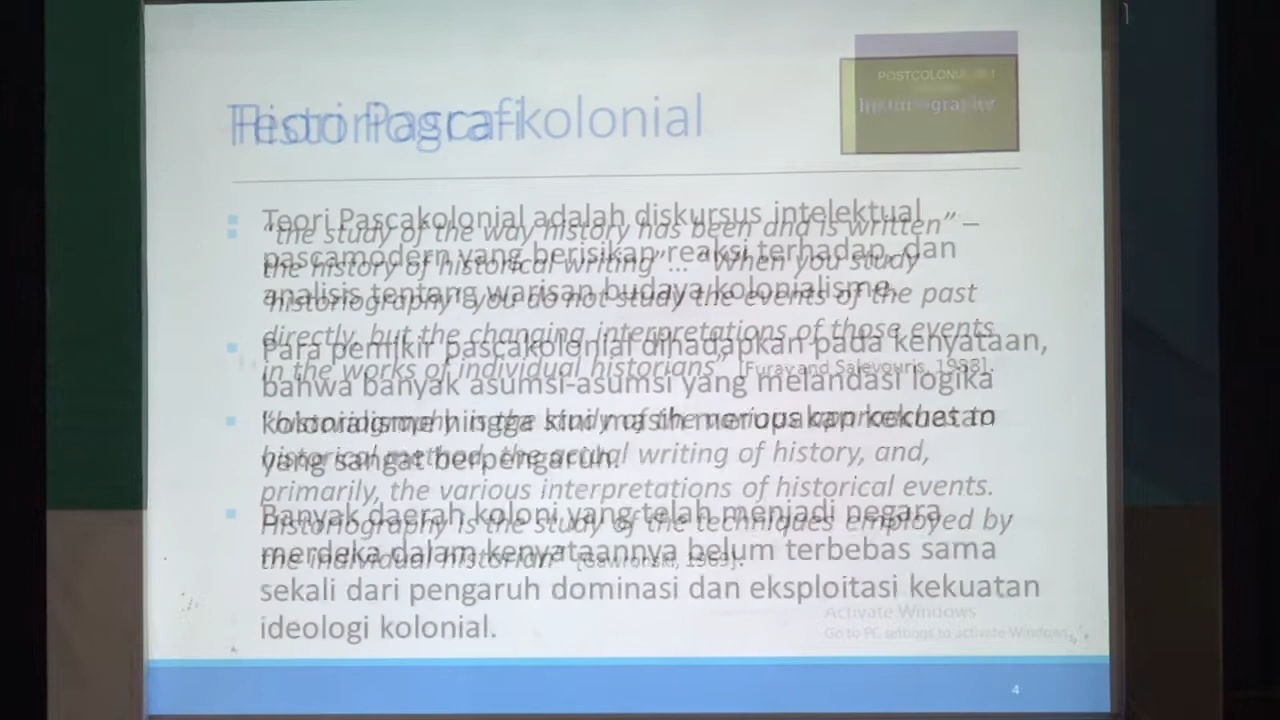 Historiografi
Teori Pascakolonial
POSTCOLONIAL
historiography
Teori Pascakolonial adalah diskursus intelektual
pascamodern yang berisikan reaksi terhadap, dan
analisis tentang warisan budaya kolonialisme.
Para pemikir pascakolonial dihadapkan pada kenyataan,
bahwa banyak asumsi-asumsi yang melandasi logika
kolonialisme hingga kini masih merupakan kekuatan
yang sangat berpengaruh.
Banyak daerah koloni yang telah menjadi negara
merdeka dalam kenyataannya belum terbebas sama
sekali dari pengaruh dominasi dan eksploitasi kekuatan
ideologi kolonial.
“the study of the way history has been and is written” –
the history of historical writing”... “When you study
‘historiography’ you do not study the events of the past
directly, but the changing interpretations of those events
in the works of individual historians” [Furay and Salevouris, 1988].
“historiography is the study of the various approaches to
historical method, the actual writing of history, and,
primarily, the various interpretations of historical events.
Historiography is the study of the techniques employed by
the individual historian” [Gawronski, 1969].
Activate Windows
Go to PC settings to activate Windows.
4